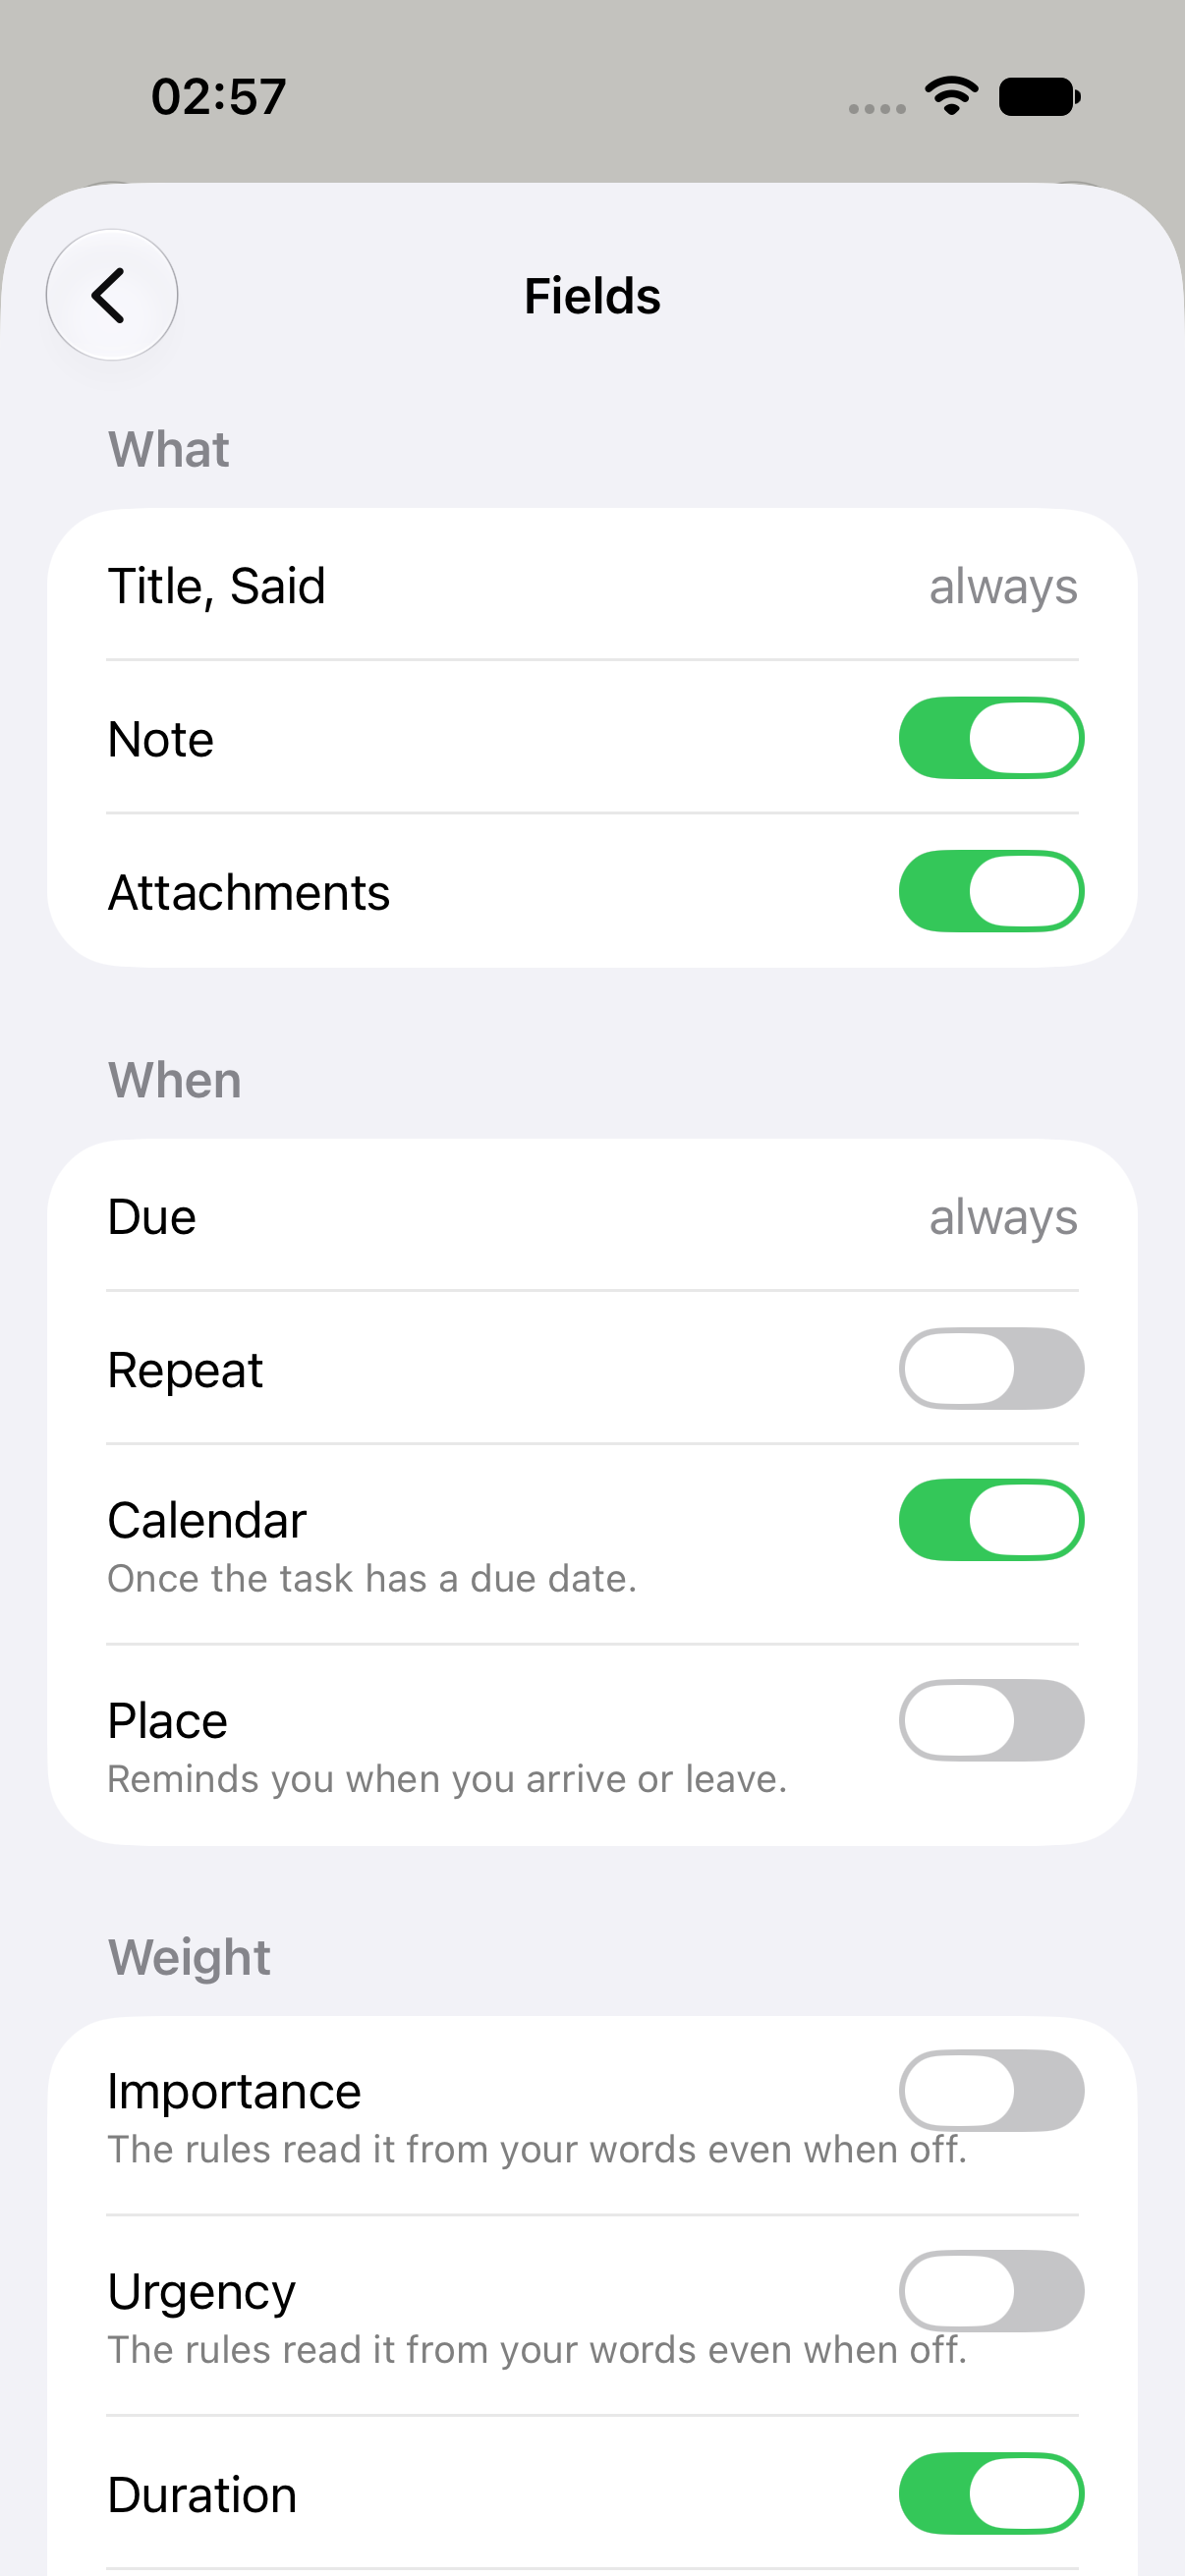 02:57
Fields
What
Title, Said always
Note
Attachments
When
Due always
Repeat
Calendar
Once the task has a due date.
Place
Reminds you when you arrive or leave.
Weight
Importance
The rules read it from your words even when off.
Urgency
The rules read it from your words even when off.
Duration